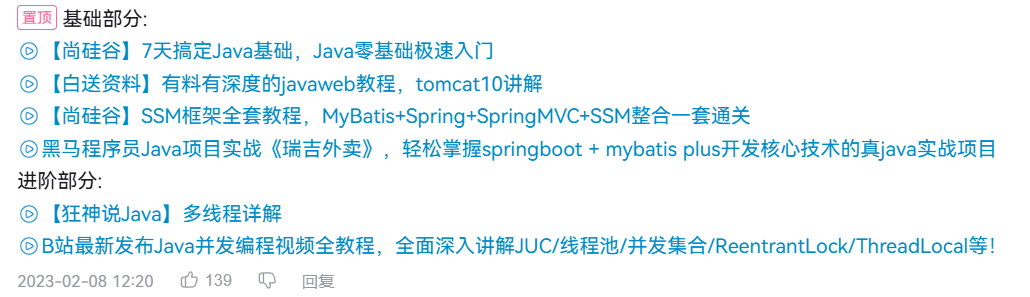 置顶 基础部分:
【尚硅谷】7天搞定Java基础，Java零基础极速入门
【白送资料】有料有深度的javaweb教程，tomcat10讲解
【尚硅谷】SSM框架全套教程，MyBatis+Spring+SpringMVC+SSM整合一套通关
黑马程序员Java项目实战《瑞吉外卖》，轻松掌握springboot + mybatis plus开发核心技术的真java实战项目
进阶部分:
【狂神说Java】多线程详解
B站最新发布Java并发编程视频全教程，全面深入讲解JUC/线程池/并发集合/ReentrantLock/ThreadLocal等！
2023-02-08 12:20 139 回复